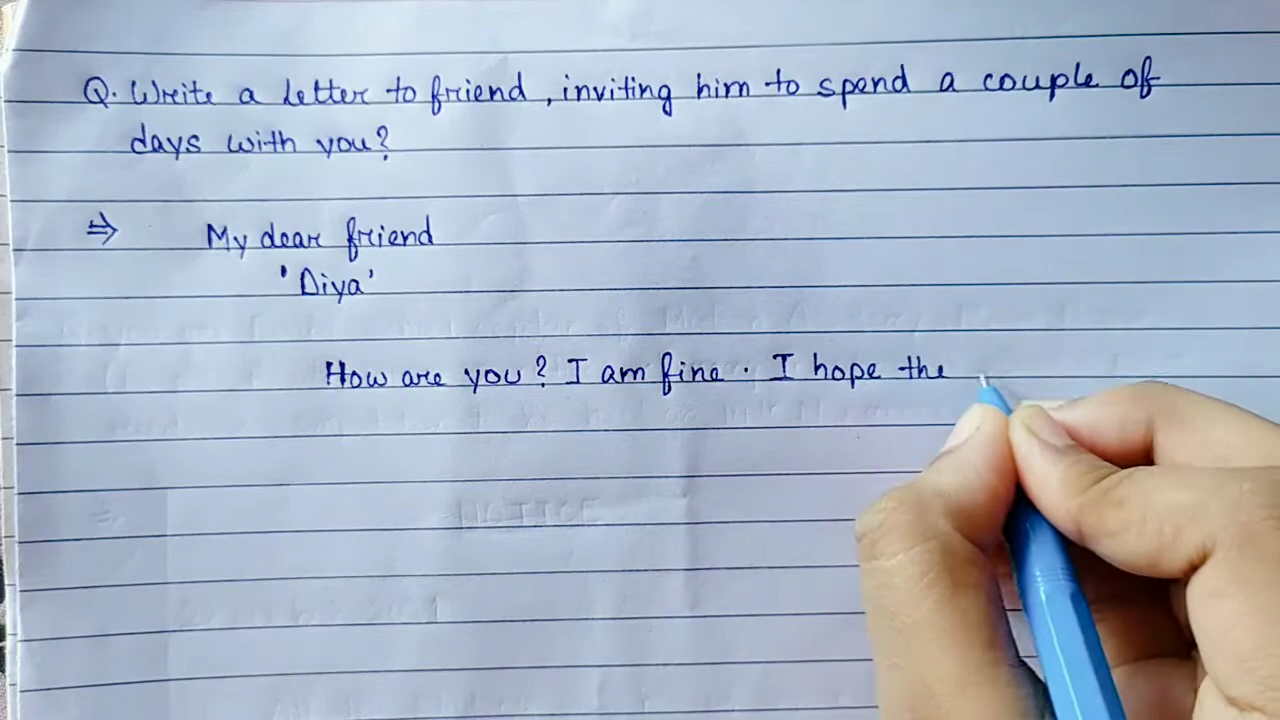 Q. Write a letter to friend, inviting him to spend a couple of
days with you?
⇒ My dear friend
'Diya'
How are you? I am fine. I hope the